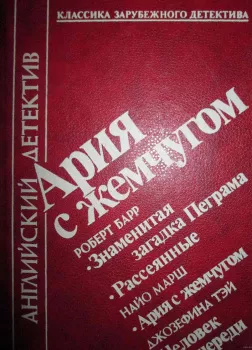 КЛАССИКА ЗАРУБЕЖНОГО ДЕТЕКТИВА
АНГЛИЙСКИЙ ДЕТЕКТИВ
Ария
с жемчугом
РОБЕРТ БАРР
• Знаменитая
загадка Пеграма
• Рассеянные
НАЙО МАРШ
• Ария с жемчугом
ДЖОЗЕФИНА ТЭЙ
Человек